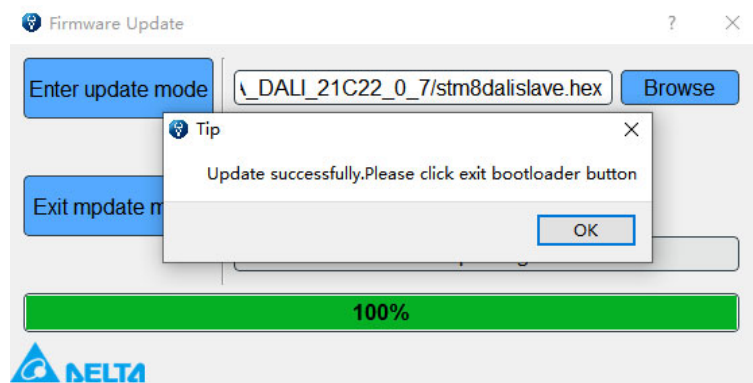 Firmware Update
? ×
Enter update mode
\_DALI_21C22_0_7/stm8dalislave.hex
Browse
Tip
×
Update successfully.Please click exit bootloader button
OK
Exit mpdate m
100%
DELTA